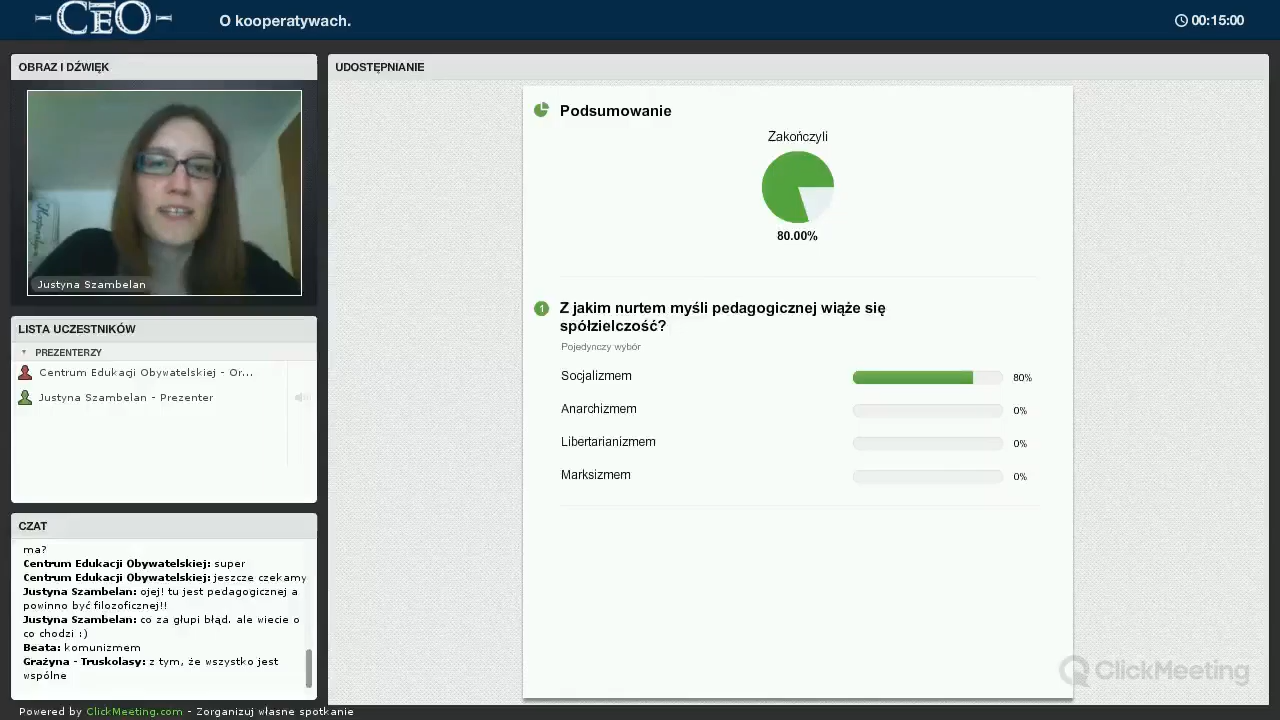 CEO
O kooperatywach.
00:15:00
OBRAZ I DŹWIĘK
UDOSTĘPNIANIE
Justyna Szambelan
LISTA UCZESTNIKÓW
PREZENTERZY
Centrum Edukacji Obywatelskiej - Or...
Justyna Szambelan - Prezenter
CZAT
ma?
Centrum Edukacji Obywatelskiej: super
Centrum Edukacji Obywatelskiej: jeszcze czekamy
Justyna Szambelan: ojej! tu jest pedagogicznej a
powinno być filozoficznej!!
Justyna Szambelan: co za głupi błąd. ale wiecie o
co chodzi :)
Beata: komunizmem
Grażyna - Truskolasy: z tym, że wszystko jest
wspólne
Podsumowanie
Zakończyli
80.00%
1 Z jakim nurtem myśli pedagogicznej wiąże się
spółzielczość?
Pojedynczy wybór
Socjalizmem 80%
Anarchizmem 0%
Libertarianizmem 0%
Marksizmem 0%
ClickMeeting
Powered by ClickMeeting.com - Zorganizuj własne spotkanie